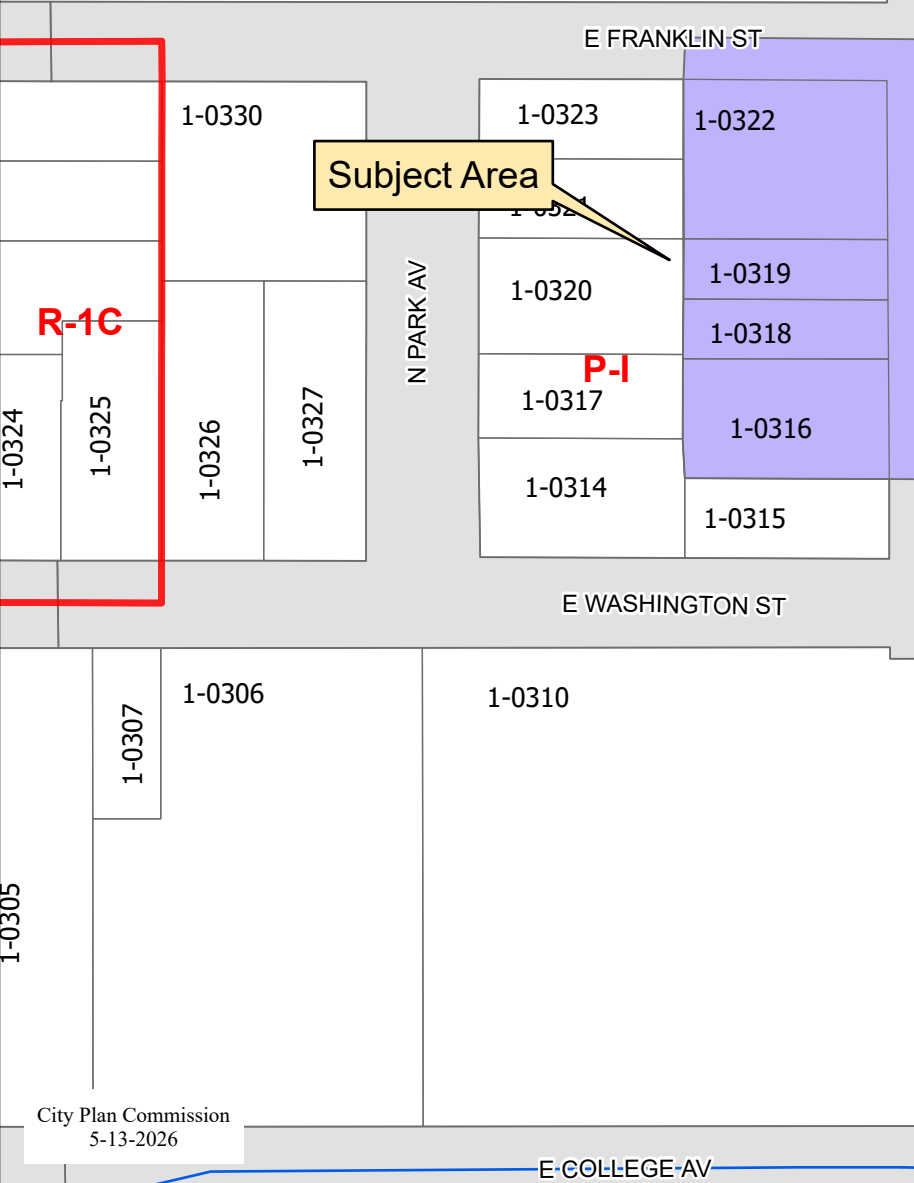 E FRANKLIN ST
1-0330
1-0323
1-0322
Subject Area
1-0321
1-0319
1-0320
N PARK AV
R-1C
1-0318
P-I
1-0317
1-0324
1-0325
1-0326
1-0327
1-0316
1-0314
1-0315
E WASHINGTON ST
1-0306
1-0310
1-0307
1-0305
City Plan Commission
5-13-2026
E COLLEGE AV